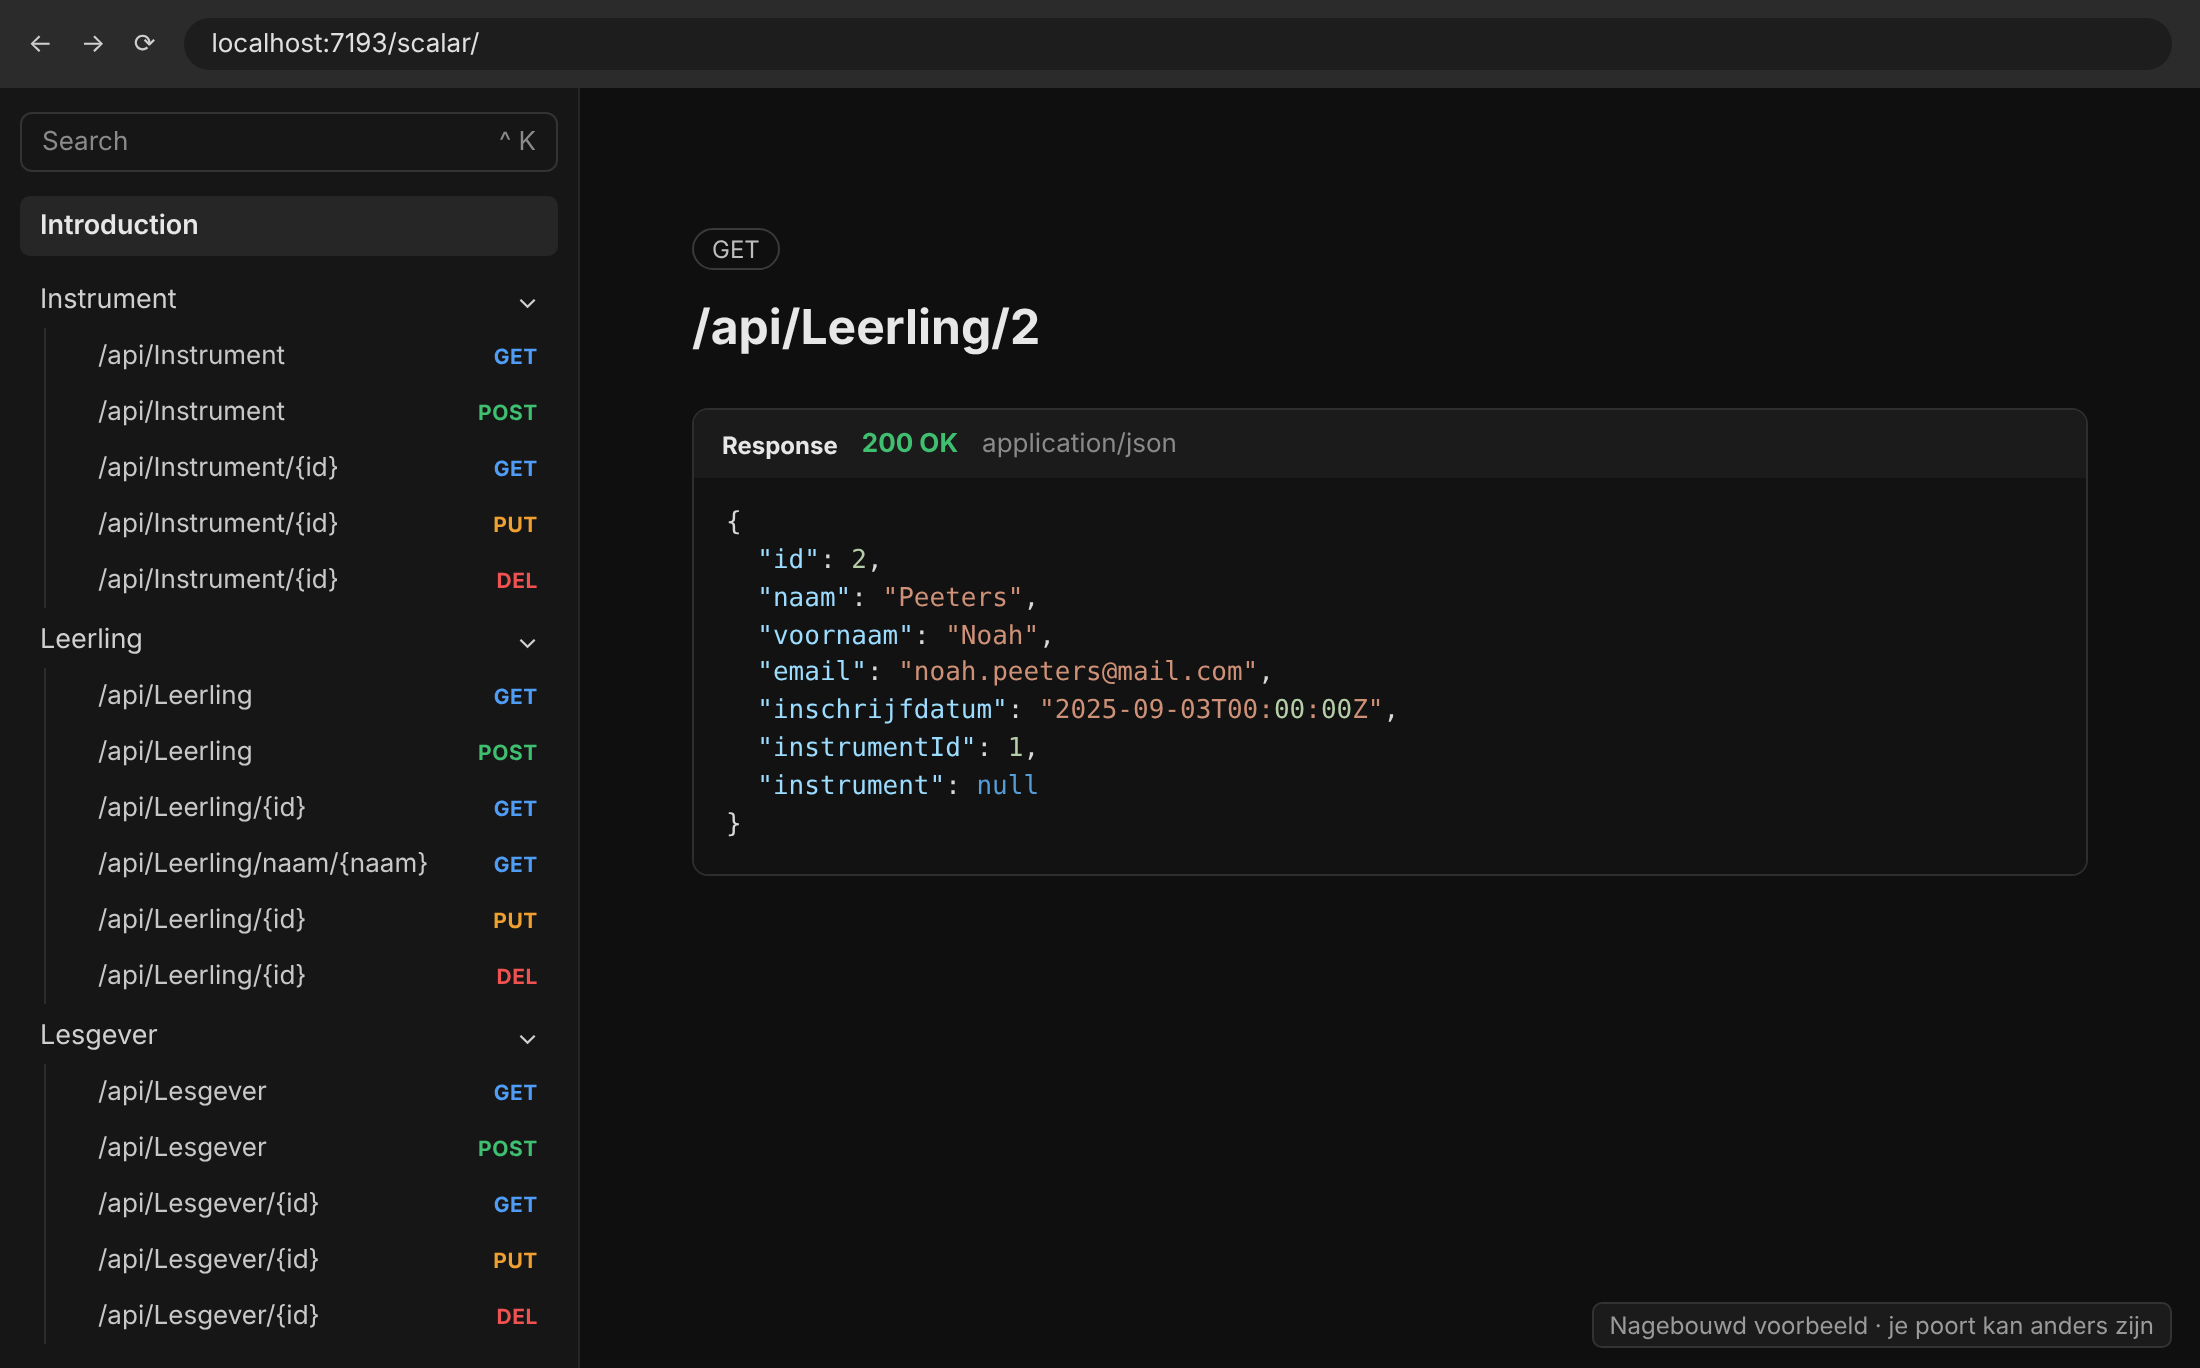 localhost:7193/scalar/
Search ^ K
Introduction
Instrument
/api/Instrument GET
/api/Instrument POST
/api/Instrument/{id} GET
/api/Instrument/{id} PUT
/api/Instrument/{id} DEL
Leerling
/api/Leerling GET
/api/Leerling POST
/api/Leerling/{id} GET
/api/Leerling/naam/{naam} GET
/api/Leerling/{id} PUT
/api/Leerling/{id} DEL
Lesgever
/api/Lesgever GET
/api/Lesgever POST
/api/Lesgever/{id} GET
/api/Lesgever/{id} PUT
/api/Lesgever/{id} DEL
GET
/api/Leerling/2
Response 200 OK application/json
{
"id": 2,
"naam": "Peeters",
"voornaam": "Noah",
"email": "noah.peeters@mail.com",
"inschrijfdatum": "2025-09-03T00:00:00Z",
"instrumentId": 1,
"instrument": null
}
Nagebouwd voorbeeld · je poort kan anders zijn